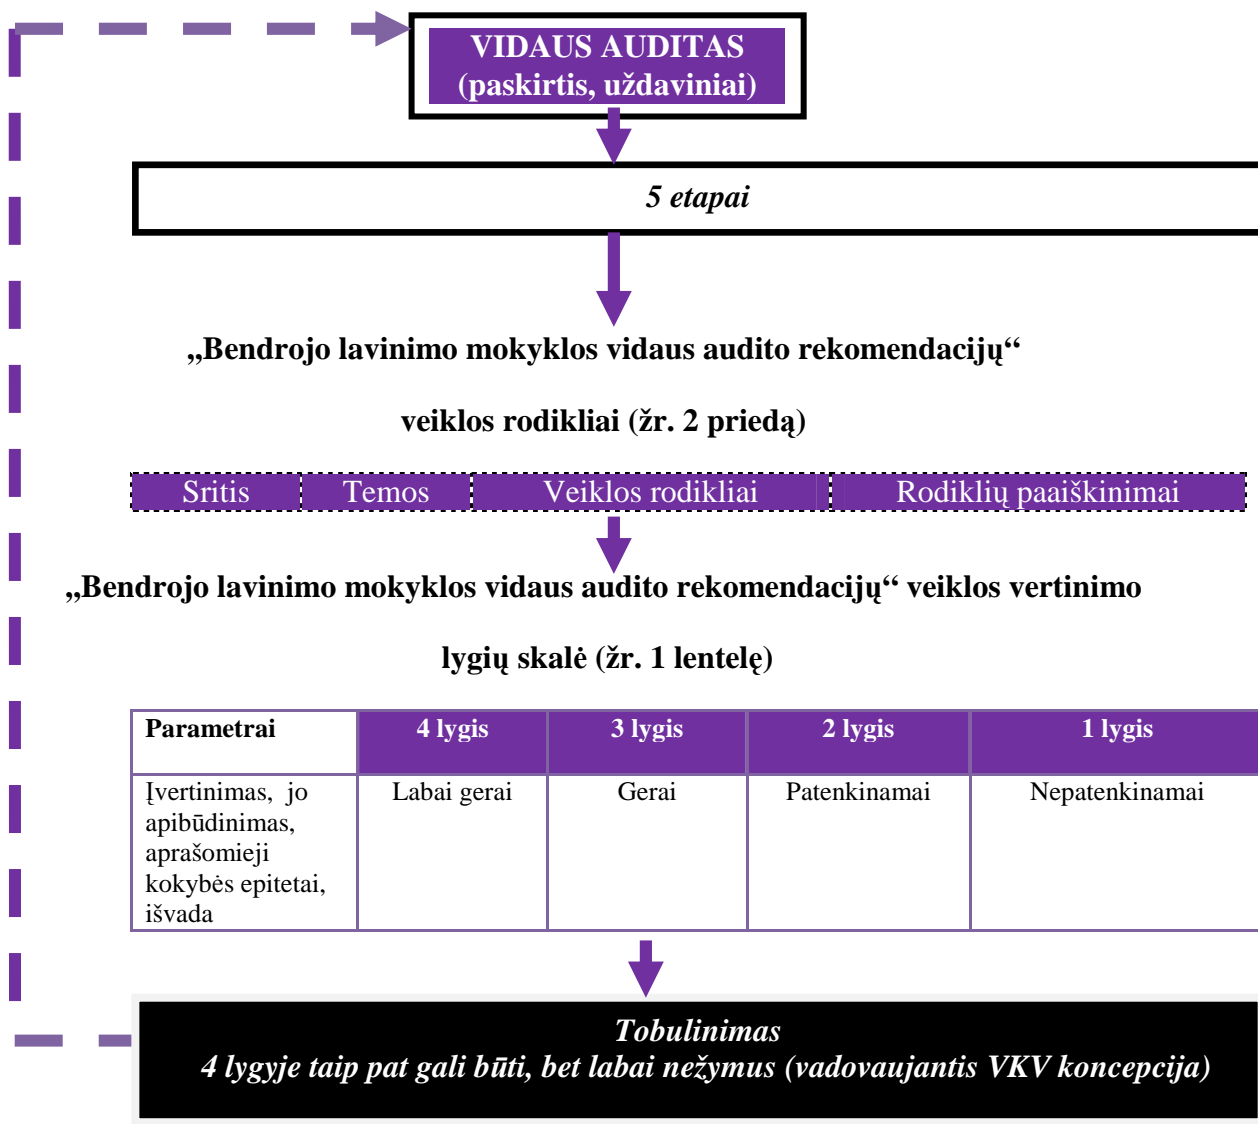 VIDAUS AUDITAS
(paskirtis, uždaviniai)
5 etapai
„Bendrojo lavinimo mokyklos vidaus audito rekomendacijų“
veiklos rodikliai (žr. 2 priedą)
Sritis Temos Veiklos rodikliai Rodiklių paaiškinimai
„Bendrojo lavinimo mokyklos vidaus audito rekomendacijų“ veiklos vertinimo
lygių skalė (žr. 1 lentelę)
Parametrai 4 lygis 3 lygis 2 lygis 1 lygis
Įvertinimas, jo Labai gerai Gerai Patenkinamai Nepatenkinamai
apibūdinimas,
aprašomieji
kokybės epitetai,
išvada
Tobulinimas
4 lygyje taip pat gali būti, bet labai nežymus (vadovaujantis VKV koncepcija)